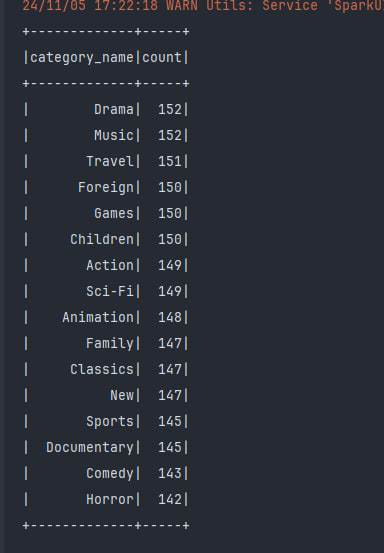 24/11/05 17:22:18 WARN Utils: Service 'SparkU
+-------------+-----+
|category_name|count|
+-------------+-----+
|        Drama|  152|
|        Music|  152|
|       Travel|  151|
|      Foreign|  150|
|        Games|  150|
|     Children|  150|
|       Action|  149|
|       Sci-Fi|  149|
|    Animation|  148|
|       Family|  147|
|     Classics|  147|
|          New|  147|
|       Sports|  145|
|  Documentary|  145|
|       Comedy|  143|
|       Horror|  142|
+-------------+-----+